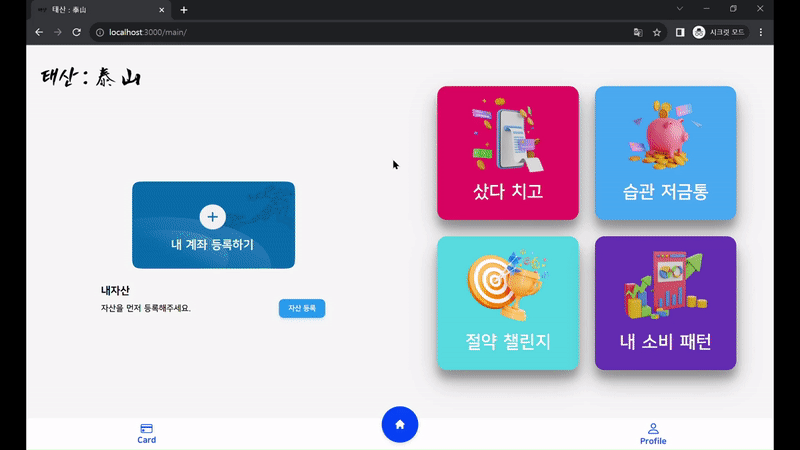 태산 : 泰山
localhost:3000/main/
시크릿 모드
태산 : 泰山
내 계좌 등록하기
내자산
자산을 먼저 등록해주세요.
자산 등록
샀다 치고
습관 저금통
절약 챌린지
내 소비 패턴
Card
Profile